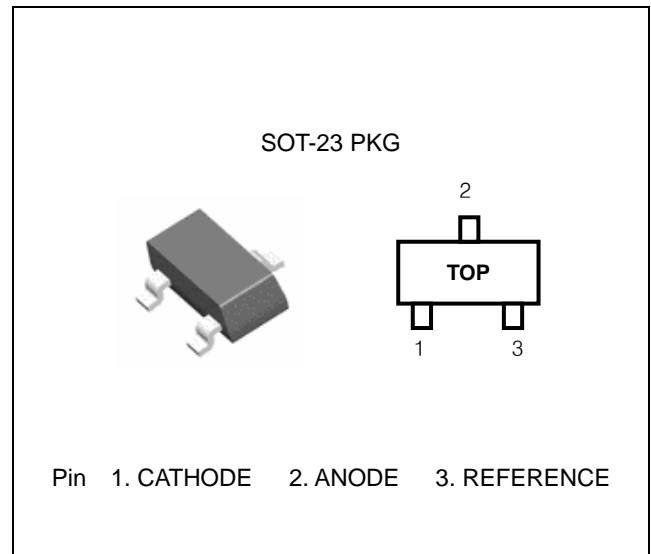 SOT-23 PKG
2
TOP
1 3
Pin 1. CATHODE 2. ANODE 3. REFERENCE